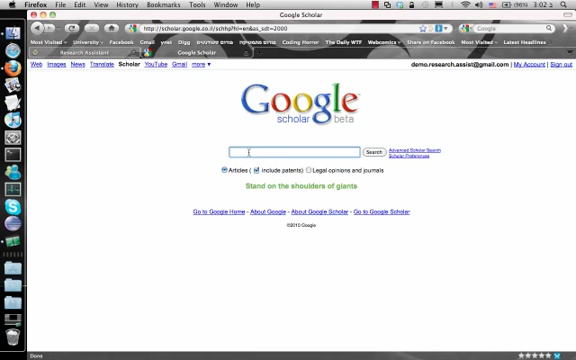 Firefox File Edit View History Bookmarks Tools Window Help
3:02
Google Scholar
http://scholar.google.co.il/schhp?hl=en&as_sdt=2000
Google
Most Visited University Facebook Gmail Digg Coding Horror The Daily WTF Webcomics Share on Facebook Most Visited Latest Headlines
Research Assistant Google Scholar
Web Images News Translate Scholar YouTube Gmail more
demo.research.assist@gmail.com | My Account | Sign out
Google
scholar beta
Search
Advanced Scholar Search
Scholar Preferences
Articles ( include patents) Legal opinions and journals
Stand on the shoulders of giants
Go to Google Home - About Google - About Google Scholar - Go to Google Scholar
©2010 Google
Done